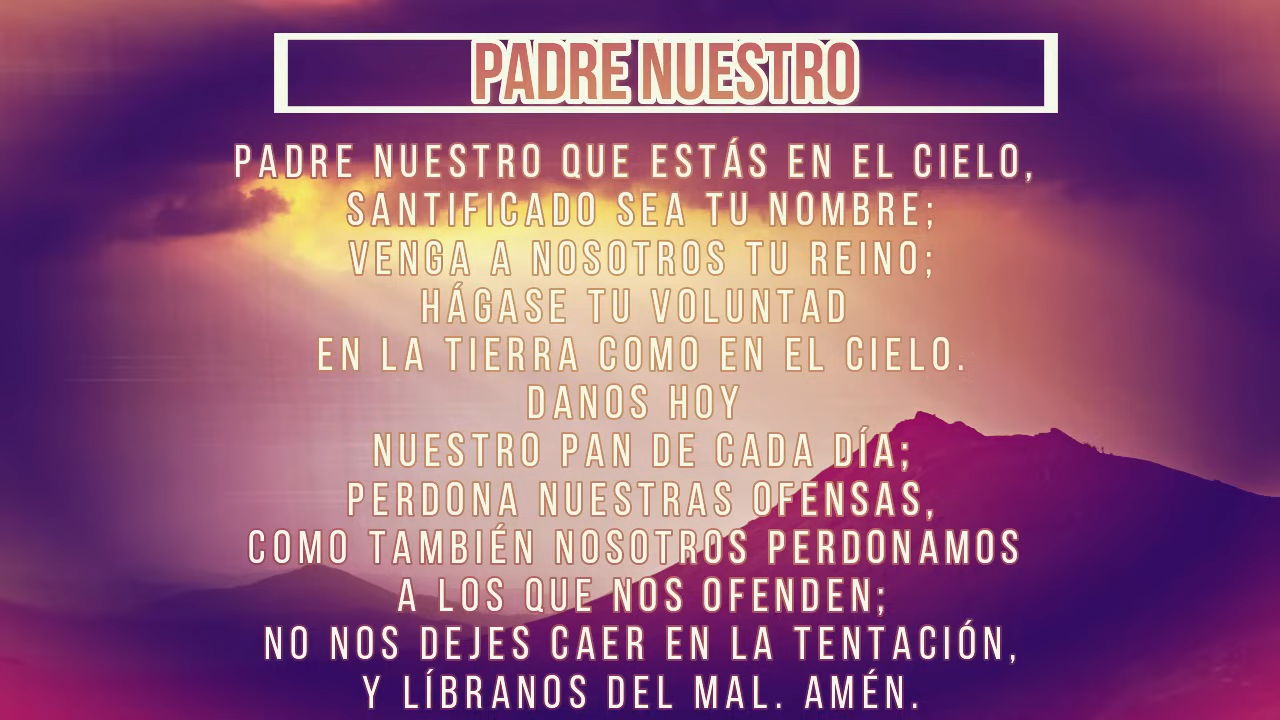 PADRE NUESTRO
PADRE NUESTRO QUE ESTÁS EN EL CIELO,
SANTIFICADO SEA TU NOMBRE;
VENGA A NOSOTROS TU REINO;
HÁGASE TU VOLUNTAD
EN LA TIERRA COMO EN EL CIELO.
DANOS HOY
NUESTRO PAN DE CADA DÍA;
PERDONA NUESTRAS OFENSAS,
COMO TAMBIÉN NOSOTROS PERDONAMOS
A LOS QUE NOS OFENDEN;
NO NOS DEJES CAER EN LA TENTACIÓN,
Y LÍBRANOS DEL MAL. AMÉN.